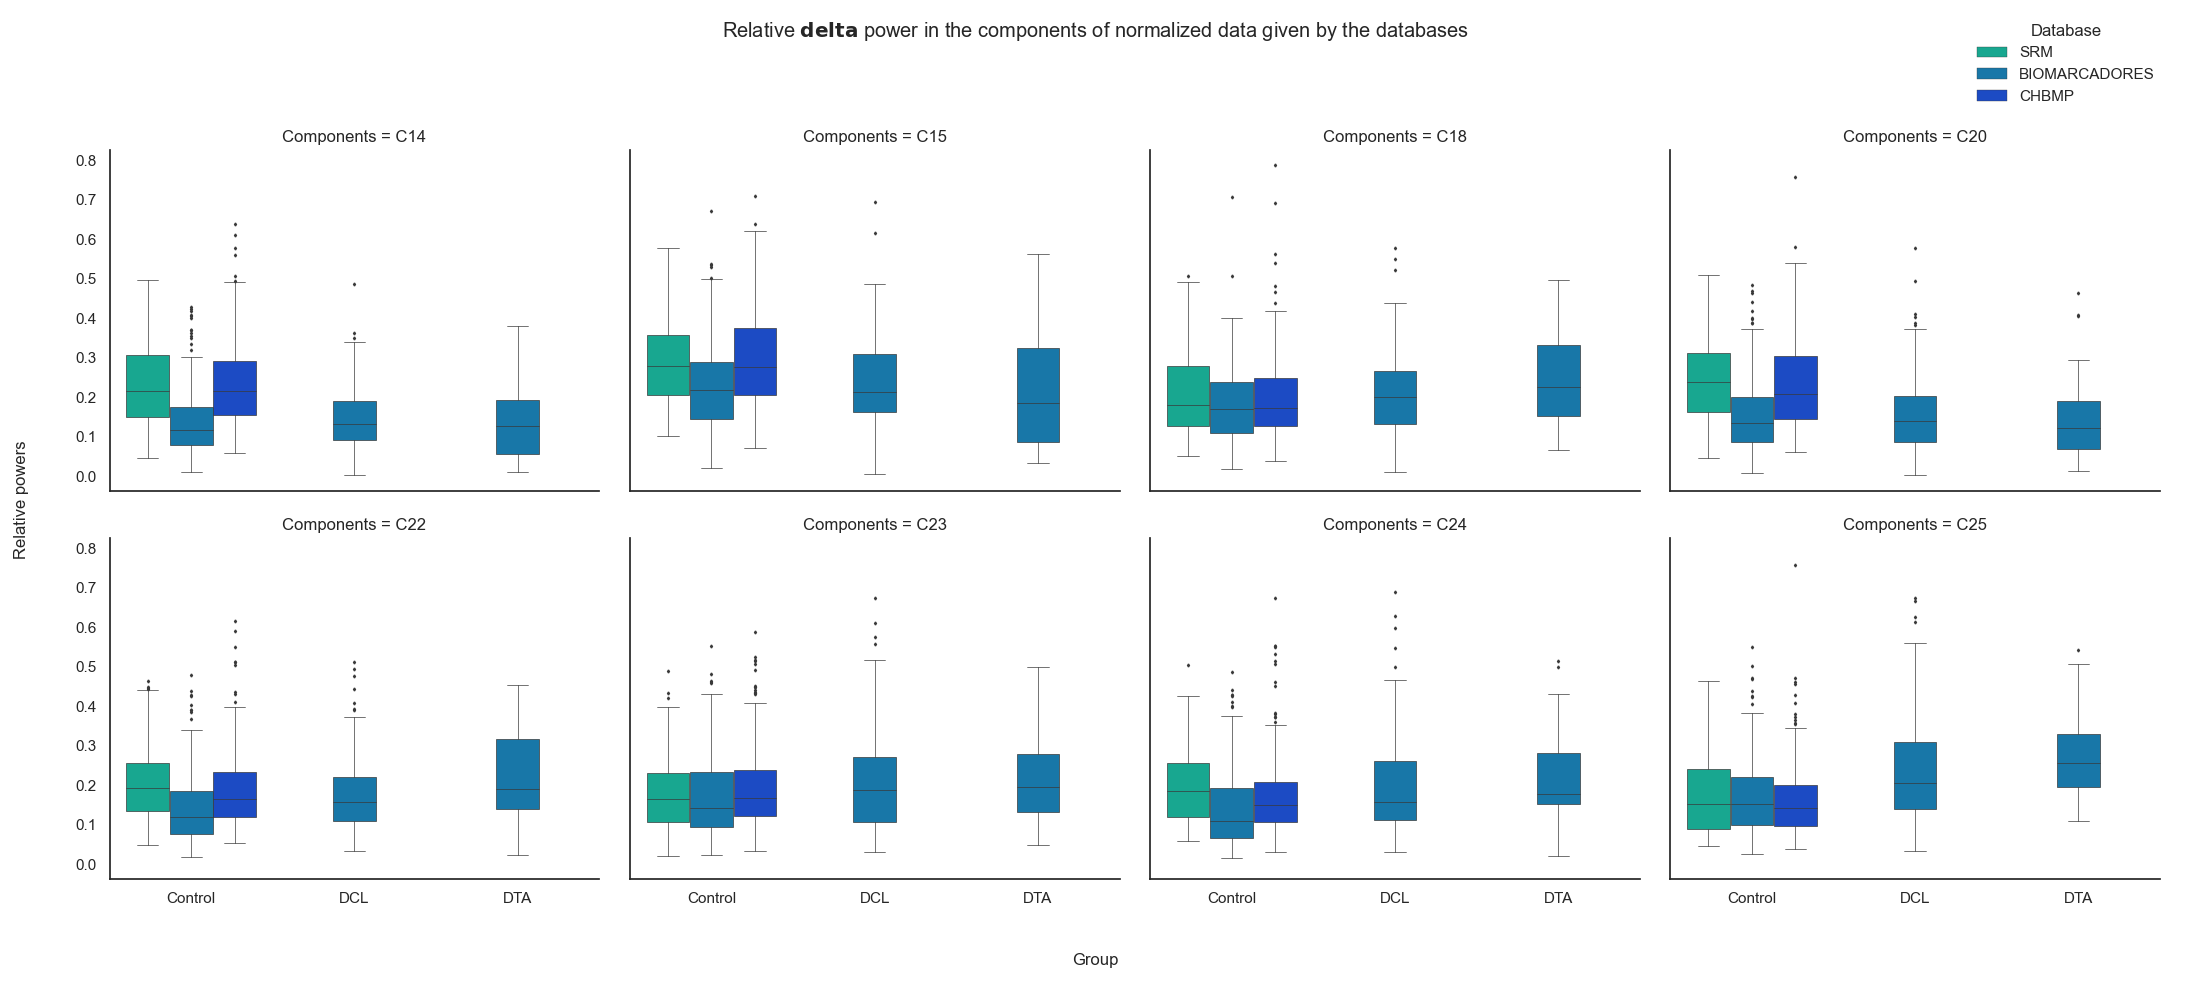 Relative delta power in the components of normalized data given by the databases
Database
SRM
BIOMARCADORES
CHBMP
Components = C14
Components = C15
Components = C18
Components = C20
0.8
0.7
0.6
0.5
0.4
0.3
0.2
0.1
0.0
Relative powers
Components = C22
Components = C23
Components = C24
Components = C25
0.8
0.7
0.6
0.5
0.4
0.3
0.2
0.1
0.0
Control DCL DTA
Control DCL DTA
Control DCL DTA
Control DCL DTA
Group